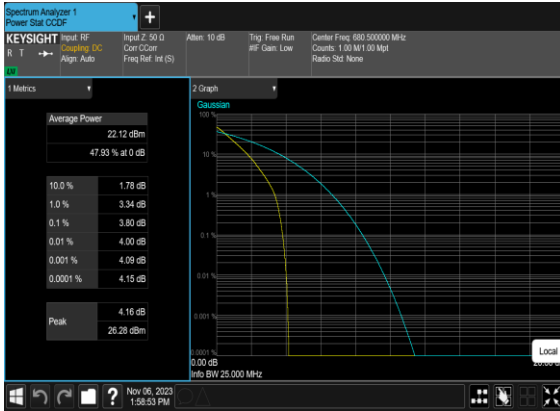 Spectrum Analyzer 1
Power Stat CCDF
KEYSIGHT
R T
Input: RF
Coupling: DC
Align: Auto
Input Z: 50 Ω
Corr CCorr
Freq Ref: Int (S)
Atten: 10 dB
Trig: Free Run
#IF Gain: Low
Center Freq: 680.500000 MHz
Counts: 1.00 M/1.00 Mpt
Radio Std: None
1 Metrics
Average Power
22.12 dBm
47.93 % at 0 dB
10.0 % 1.78 dB
1.0 % 3.34 dB
0.1 % 3.80 dB
0.01 % 4.00 dB
0.001 % 4.09 dB
0.0001 % 4.15 dB
Peak
4.16 dB
26.28 dBm
2 Graph
Gaussian
100 %
10 %
1 %
0.1 %
0.01 %
0.001 %
0.0001 %
0.00 dB
Info BW 25.000 MHz
Local
?
Nov 06, 2023
1:58:53 PM